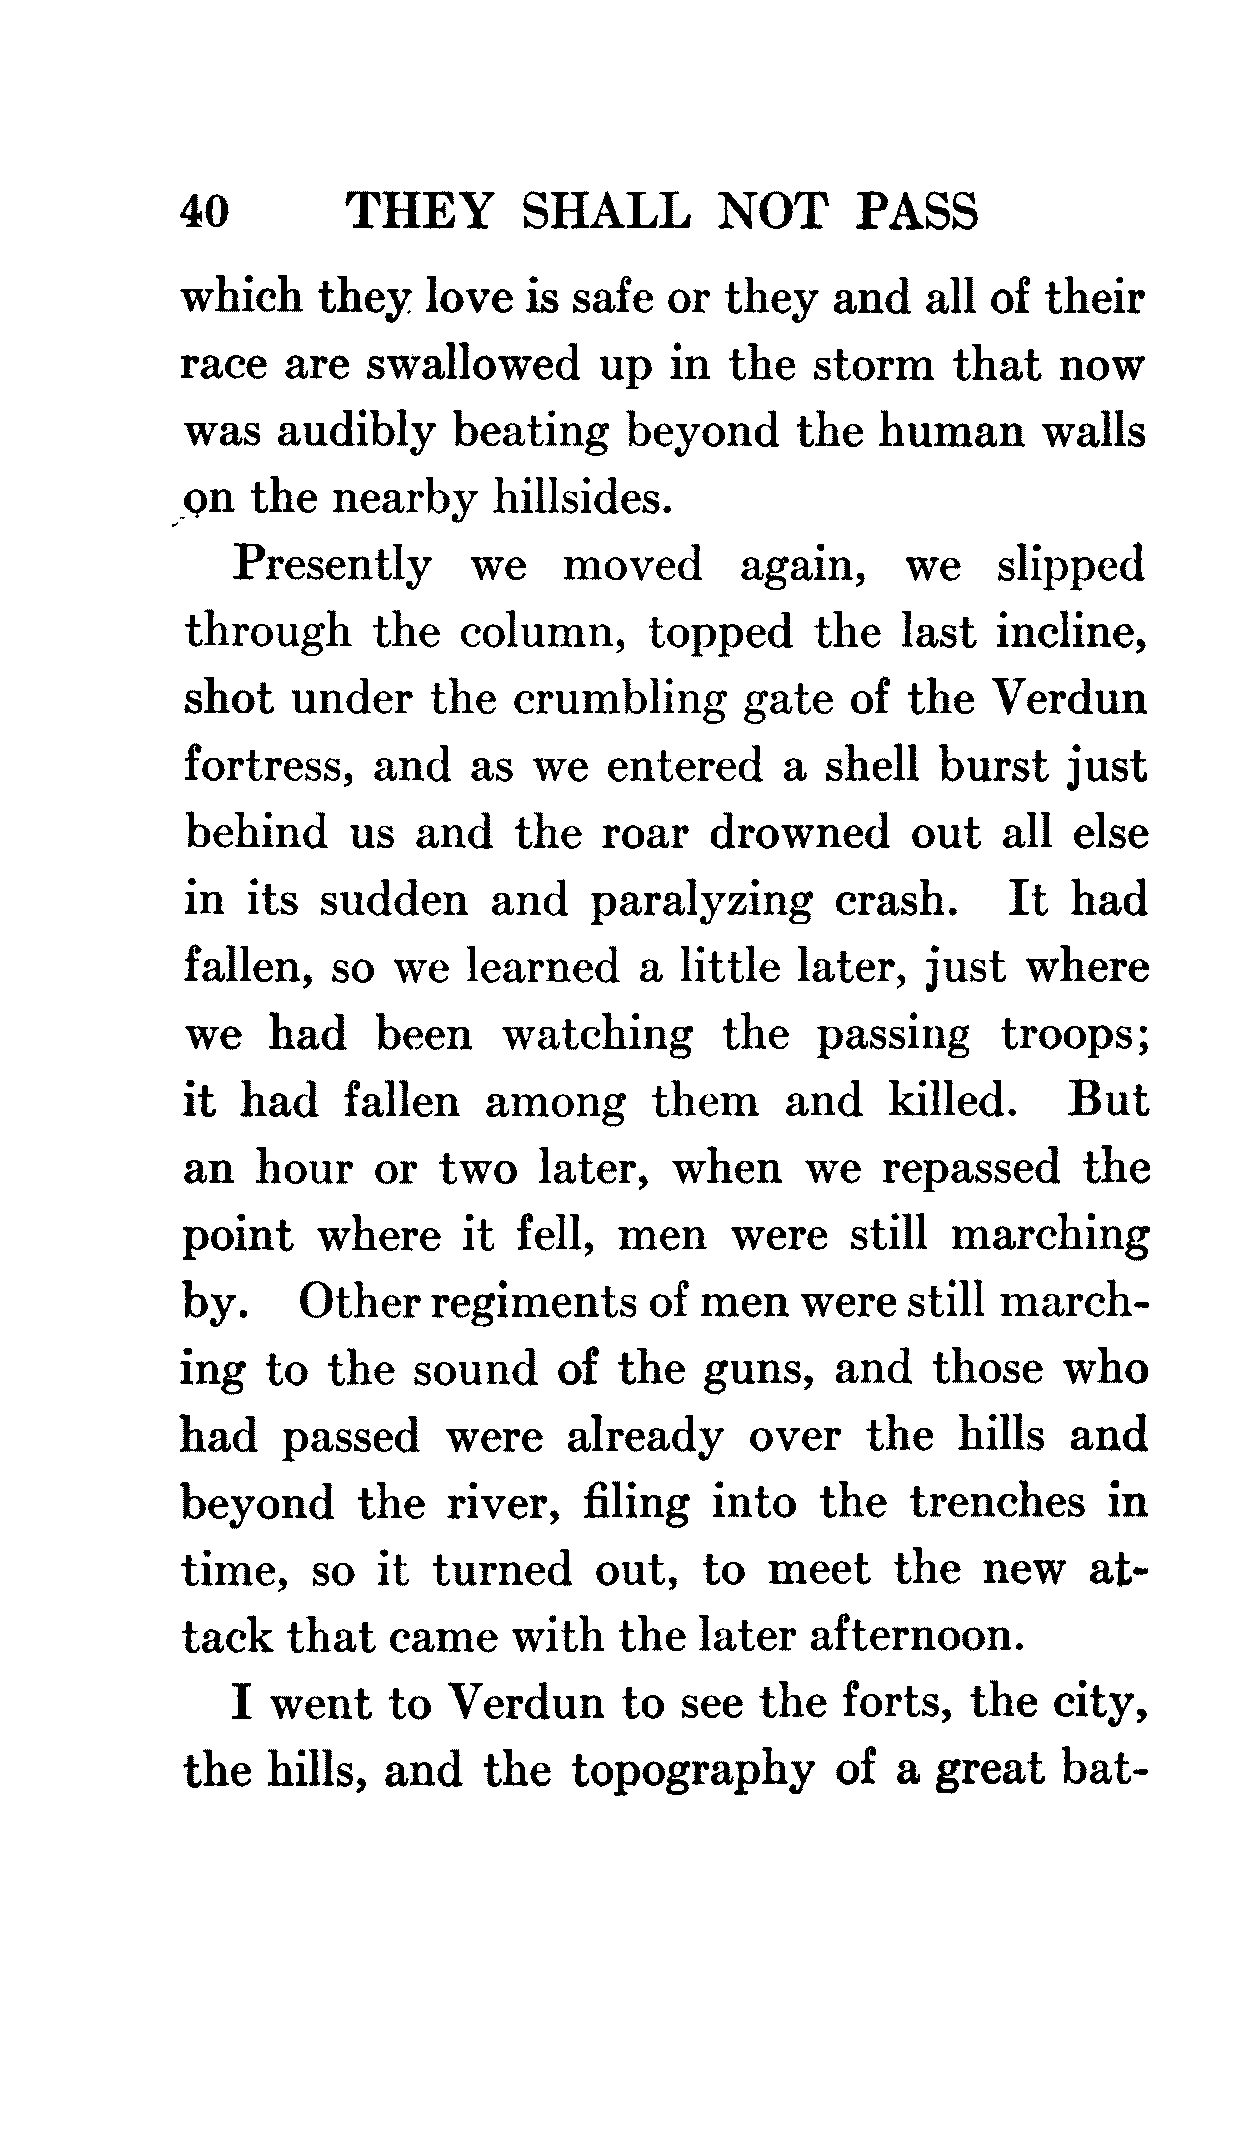 40 THEY SHALL NOT PASS
which they love is safe or they and all of their
race are swallowed up in the storm that now
was audibly beating beyond the human walls
on the nearby hillsides.
Presently we moved again, we slipped
through the column, topped the last incline,
shot under the crumbling gate of the Verdun
fortress, and as we entered a shell burst just
behind us and the roar drowned out all else
in its sudden and paralyzing crash. It had
fallen, so we learned a little later, just where
we had been watching the passing troops;
it had fallen among them and killed. But
an hour or two later, when we repassed the
point where it fell, men were still marching
by. Other regiments of men were still march-
ing to the sound of the guns, and those who
had passed were already over the hills and
beyond the river, filing into the trenches in
time, so it turned out, to meet the new at-
tack that came with the later afternoon.
I went to Verdun to see the forts, the city,
the hills, and the topography of a great bat-